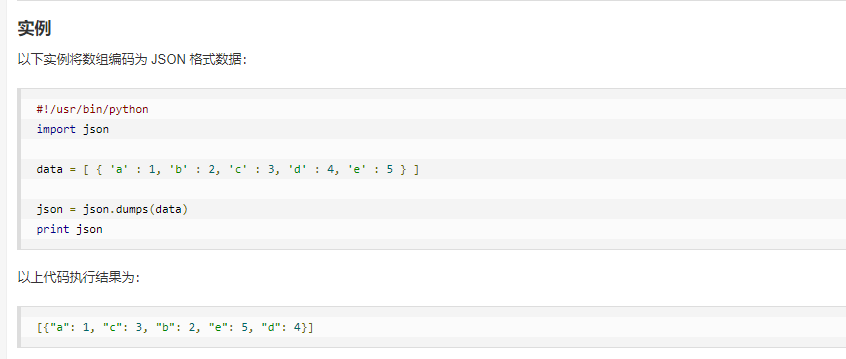 实例
以下实例将数组编码为 JSON 格式数据：
#!/usr/bin/python
import json
data = [ { 'a' : 1, 'b' : 2, 'c' : 3, 'd' : 4, 'e' : 5 } ]
json = json.dumps(data)
print json
以上代码执行结果为：
[{"a": 1, "c": 3, "b": 2, "e": 5, "d": 4}]